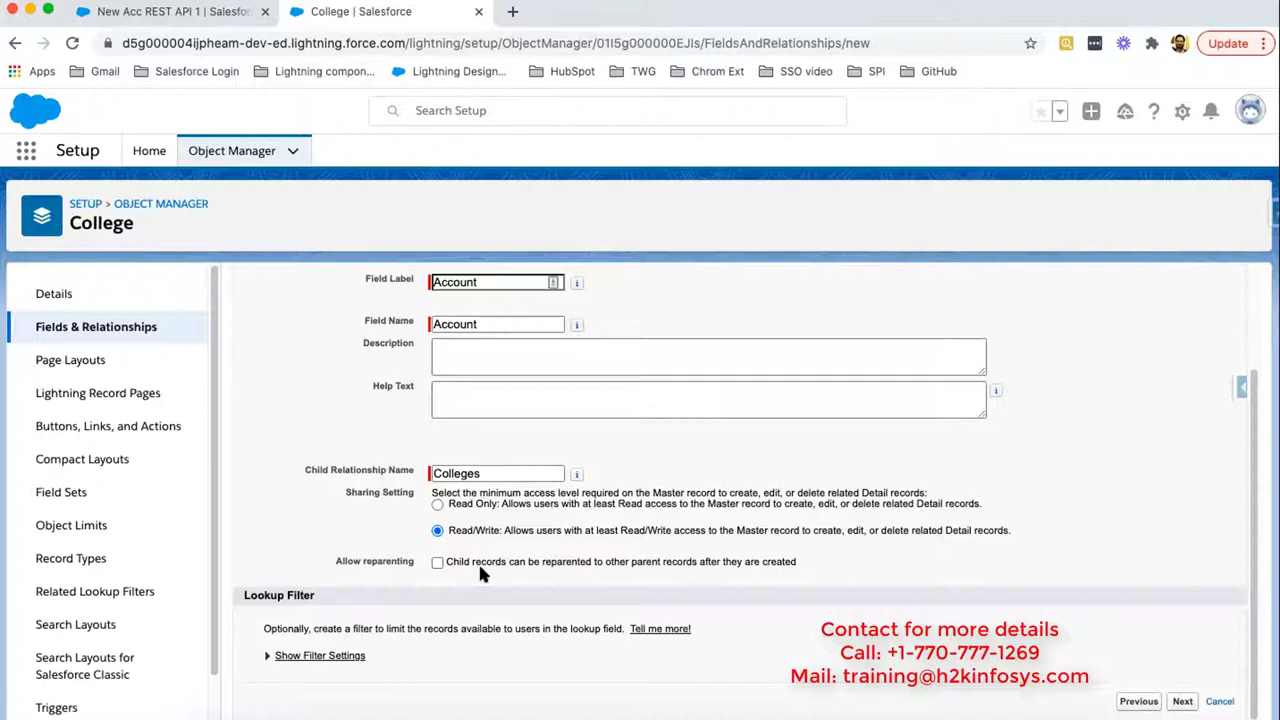 New Acc REST API 1 | Salesfor
College | Salesforce
d5g000004ijpheam-dev-ed.lightning.force.com/lightning/setup/ObjectManager/01I5g000000EJIs/FieldsAndRelationships/new
Update
Apps
Gmail
Salesforce Login
Lightning compon...
Lightning Design...
HubSpot
TWG
Chrom Ext
SSO video
SPI
GitHub
Search Setup
Setup
Home
Object Manager
SETUP > OBJECT MANAGER
College
Details
Fields & Relationships
Page Layouts
Lightning Record Pages
Buttons, Links, and Actions
Compact Layouts
Field Sets
Object Limits
Record Types
Related Lookup Filters
Search Layouts
Search Layouts for
Salesforce Classic
Triggers
Field Label Account
Field Name Account
Description
Help Text
Child Relationship Name Colleges
Sharing Setting Select the minimum access level required on the Master record to create, edit, or delete related Detail records:
Read Only: Allows users with at least Read access to the Master record to create, edit, or delete related Detail records.
Read/Write: Allows users with at least Read/Write access to the Master record to create, edit, or delete related Detail records.
Allow reparenting Child records can be reparented to other parent records after they are created
Lookup Filter
Optionally, create a filter to limit the records available to users in the lookup field. Tell me more!
Show Filter Settings
Contact for more details
Call: +1-770-777-1269
Mail: training@h2kinfosys.com
Previous Next Cancel